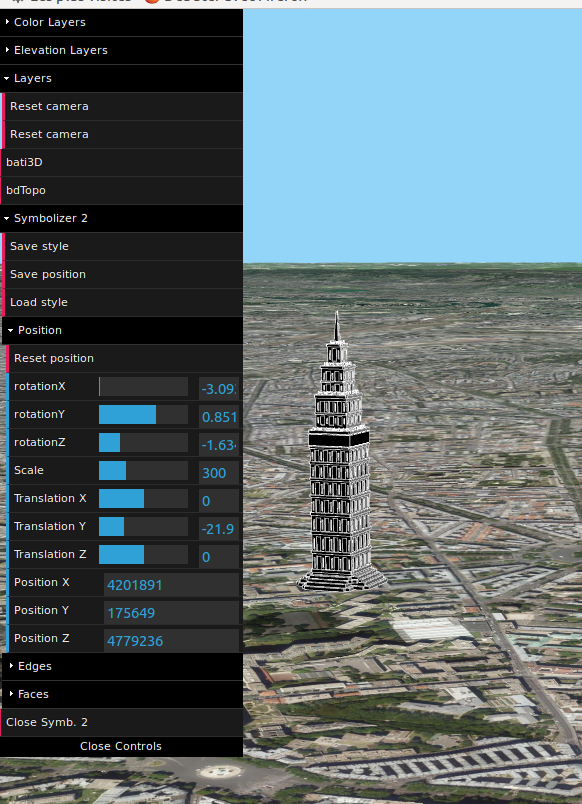 Color Layers
Elevation Layers
Layers
Reset camera
Reset camera
bati3D
bdTopo
Symbolizer 2
Save style
Save position
Load style
Position
Reset position
rotationX -3.09
rotationY 0.851
rotationZ -1.63
Scale 300
Translation X 0
Translation Y -21.9
Translation Z 0
Position X 4201891
Position Y 175649
Position Z 4779236
Edges
Faces
Close Symb. 2
Close Controls